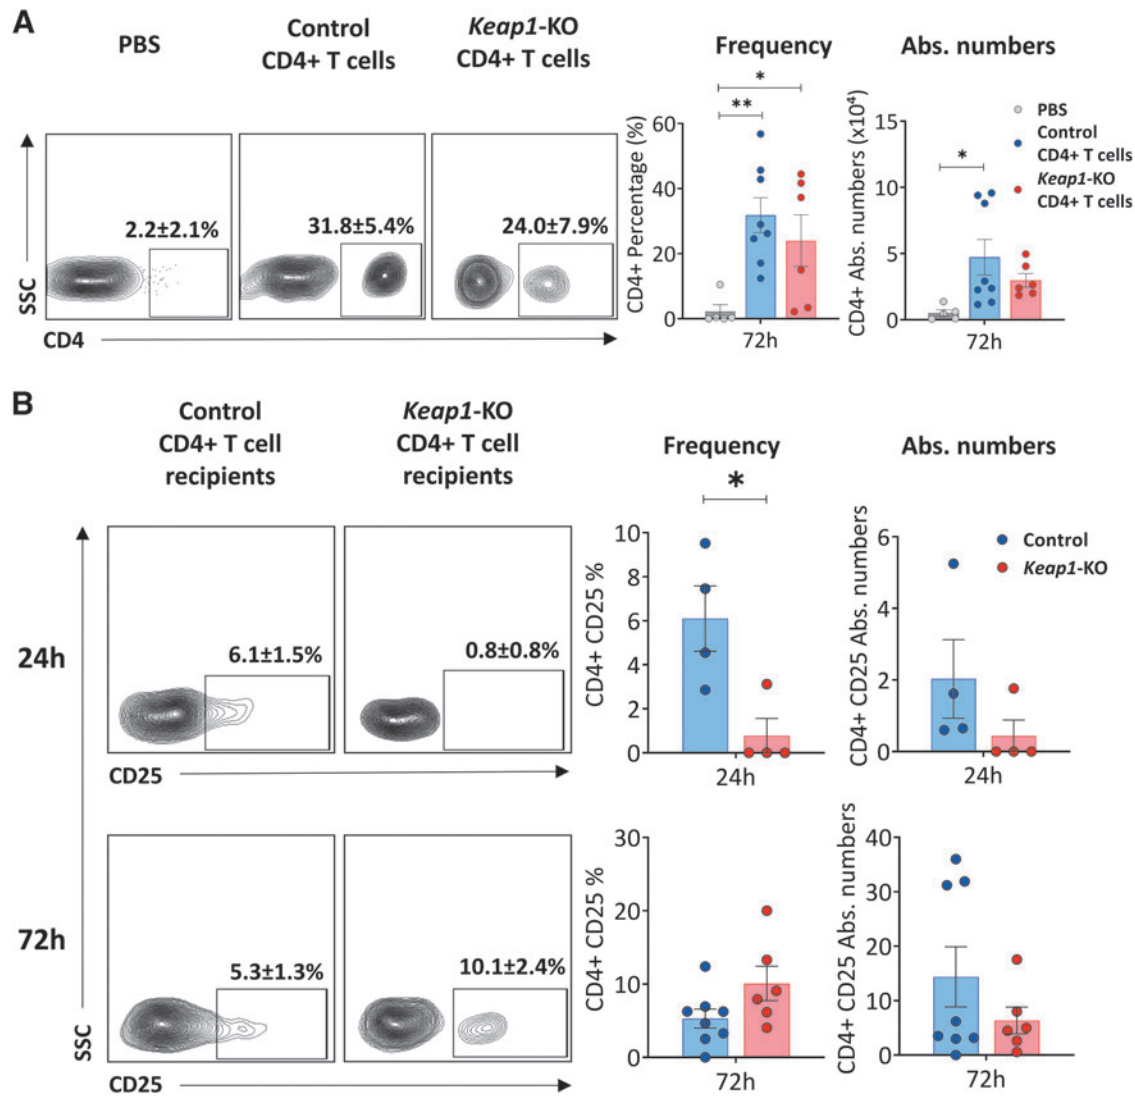 A
PBS
Control
CD4+ T cells
Keap1-KO
CD4+ T cells
Frequency
Abs. numbers
SSC
2.2±2.1%
31.8±5.4%
24.0±7.9%
CD4
CD4+ Percentage (%)
60
40
20
0
*
**
72h
CD4+ Abs. numbers (x10⁴)
15
10
5
0
*
72h
PBS
Control
CD4+ T cells
Keap1-KO
CD4+ T cells
B
Control
CD4+ T cell
recipients
Keap1-KO
CD4+ T cell
recipients
Frequency
Abs. numbers
24h
6.1±1.5%
0.8±0.8%
CD25
CD4+ CD25 %
10
8
6
4
2
0
*
24h
CD4+ CD25 Abs. numbers
6
4
2
0
24h
Control
Keap1-KO
72h
SSC
5.3±1.3%
10.1±2.4%
CD25
CD4+ CD25 %
30
20
10
0
72h
CD4+ CD25 Abs. numbers
40
30
20
10
0
72h